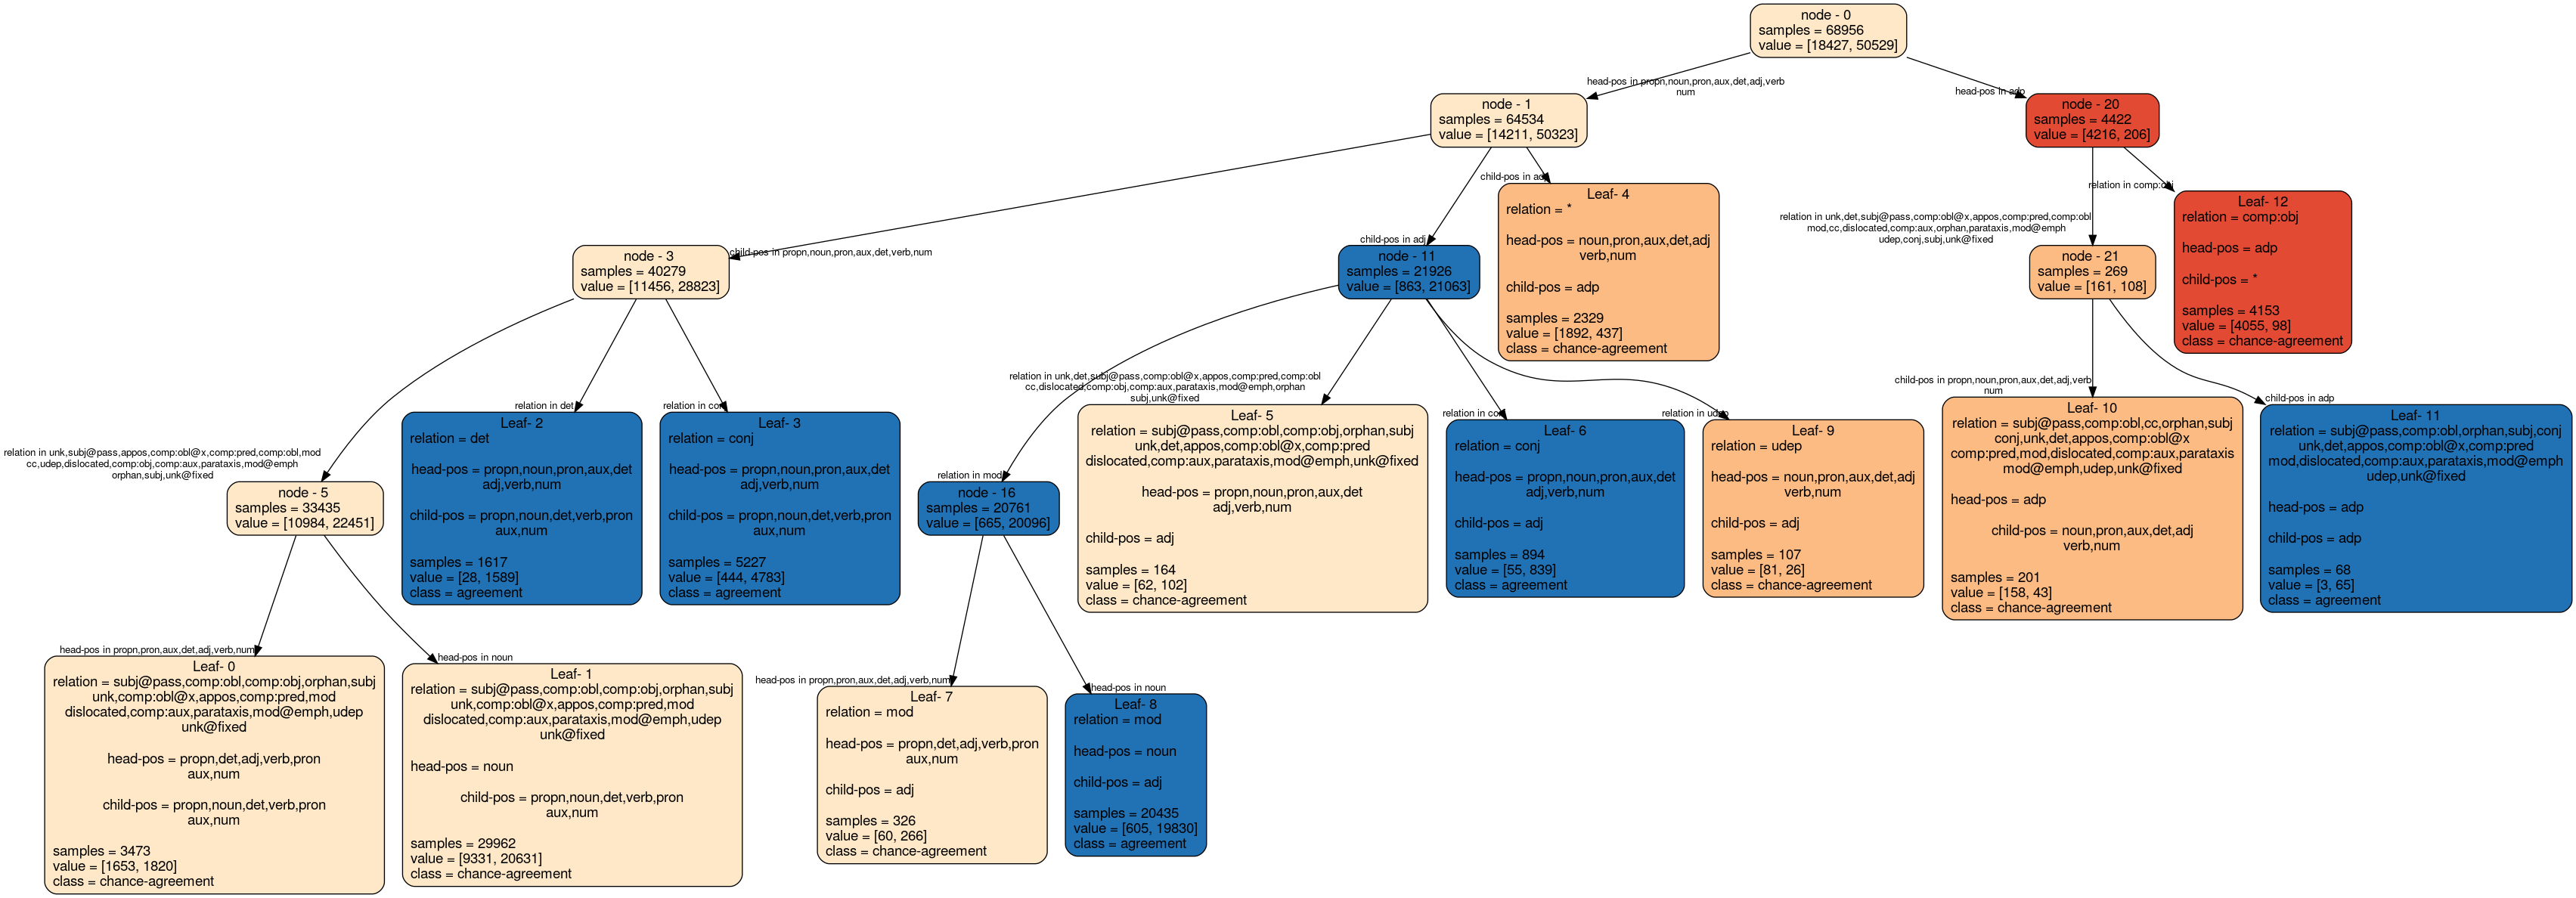 node - 0
samples = 68956
value = [18427, 50529]
head-pos in propn,noun,pron,aux,det,adj,verb
num
head-pos in adp
node - 1
samples = 64534
value = [14211, 50323]
node - 20
samples = 4422
value = [4216, 206]
child-pos in propn,noun,pron,aux,det,verb,num
child-pos in adj
child-pos in adp
relation in unk,det,subj@pass,comp:obl@x,appos,comp:pred,comp:obl
mod,cc,dislocated,comp:aux,orphan,parataxis,mod@emph
udep,conj,subj,unk@fixed
relation in comp:obj
node - 3
samples = 40279
value = [11456, 28823]
node - 11
samples = 21926
value = [863, 21063]
Leaf- 4
relation = *
head-pos = noun,pron,aux,det,adj
verb,num
child-pos = adp
samples = 2329
value = [1892, 437]
class = chance-agreement
node - 21
samples = 269
value = [161, 108]
Leaf- 12
relation = comp:obj
head-pos = adp
child-pos = *
samples = 4153
value = [4055, 98]
class = chance-agreement
relation in unk,subj@pass,appos,comp:obl@x,comp:pred,comp:obl,mod
cc,udep,dislocated,comp:obj,comp:aux,parataxis,mod@emph
orphan,subj,unk@fixed
relation in det
relation in conj
relation in mod
relation in unk,det,subj@pass,comp:obl@x,appos,comp:pred,comp:obl
cc,dislocated,comp:obj,comp:aux,parataxis,mod@emph,orphan
subj,unk@fixed
relation in conj
relation in udep
child-pos in propn,noun,pron,aux,det,adj,verb
num
child-pos in adp
node - 5
samples = 33435
value = [10984, 22451]
Leaf- 2
relation = det
head-pos = propn,noun,pron,aux,det
adj,verb,num
child-pos = propn,noun,det,verb,pron
aux,num
samples = 1617
value = [28, 1589]
class = agreement
Leaf- 3
relation = conj
head-pos = propn,noun,pron,aux,det
adj,verb,num
child-pos = propn,noun,det,verb,pron
aux,num
samples = 5227
value = [444, 4783]
class = agreement
node - 16
samples = 20761
value = [665, 20096]
Leaf- 5
relation = subj@pass,comp:obl,comp:obj,orphan,subj
unk,det,appos,comp:obl@x,comp:pred
dislocated,comp:aux,parataxis,mod@emph,unk@fixed
head-pos = propn,noun,pron,aux,det
adj,verb,num
child-pos = adj
samples = 164
value = [62, 102]
class = chance-agreement
Leaf- 6
relation = conj
head-pos = propn,noun,pron,aux,det
adj,verb,num
child-pos = adj
samples = 894
value = [55, 839]
class = agreement
Leaf- 9
relation = udep
head-pos = noun,pron,aux,det,adj
verb,num
child-pos = adj
samples = 107
value = [81, 26]
class = chance-agreement
Leaf- 10
relation = subj@pass,comp:obl,cc,orphan,subj
conj,unk,det,appos,comp:obl@x
comp:pred,mod,dislocated,comp:aux,parataxis
mod@emph,udep,unk@fixed
head-pos = adp
child-pos = noun,pron,aux,det,adj
verb,num
samples = 201
value = [158, 43]
class = chance-agreement
Leaf- 11
relation = subj@pass,comp:obl,orphan,subj,conj
unk,det,appos,comp:obl@x,comp:pred
mod,dislocated,comp:aux,parataxis,mod@emph
udep,unk@fixed
head-pos = adp
child-pos = adp
samples = 68
value = [3, 65]
class = agreement
head-pos in propn,pron,aux,det,adj,verb,num
head-pos in noun
head-pos in propn,pron,aux,det,adj,verb,num
head-pos in noun
Leaf- 0
relation = subj@pass,comp:obl,comp:obj,orphan,subj
unk,comp:obl@x,appos,comp:pred,mod
dislocated,comp:aux,parataxis,mod@emph,udep
unk@fixed
head-pos = propn,det,adj,verb,pron
aux,num
child-pos = propn,noun,det,verb,pron
aux,num
samples = 3473
value = [1653, 1820]
class = chance-agreement
Leaf- 1
relation = subj@pass,comp:obl,comp:obj,orphan,subj
unk,comp:obl@x,appos,comp:pred,mod
dislocated,comp:aux,parataxis,mod@emph,udep
unk@fixed
head-pos = noun
child-pos = propn,noun,det,verb,pron
aux,num
samples = 29962
value = [9331, 20631]
class = chance-agreement
Leaf- 7
relation = mod
head-pos = propn,det,adj,verb,pron
aux,num
child-pos = adj
samples = 326
value = [60, 266]
class = chance-agreement
Leaf- 8
relation = mod
head-pos = noun
child-pos = adj
samples = 20435
value = [605, 19830]
class = agreement